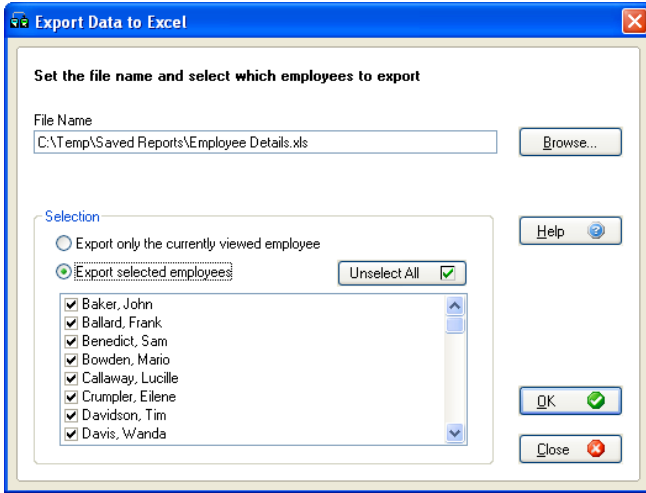 Export Data to Excel
Set the file name and select which employees to export
File Name
C:\Temp\Saved Reports\Employee Details.xls
Browse...
Selection
Export only the currently viewed employee
Help
Export selected employees
Unselect All
Baker, John
Ballard, Frank
Benedict, Sam
Bowden, Mario
Callaway, Lucille
Crumpler, Eilene
Davidson, Tim
Davis, Wanda
OK
Close